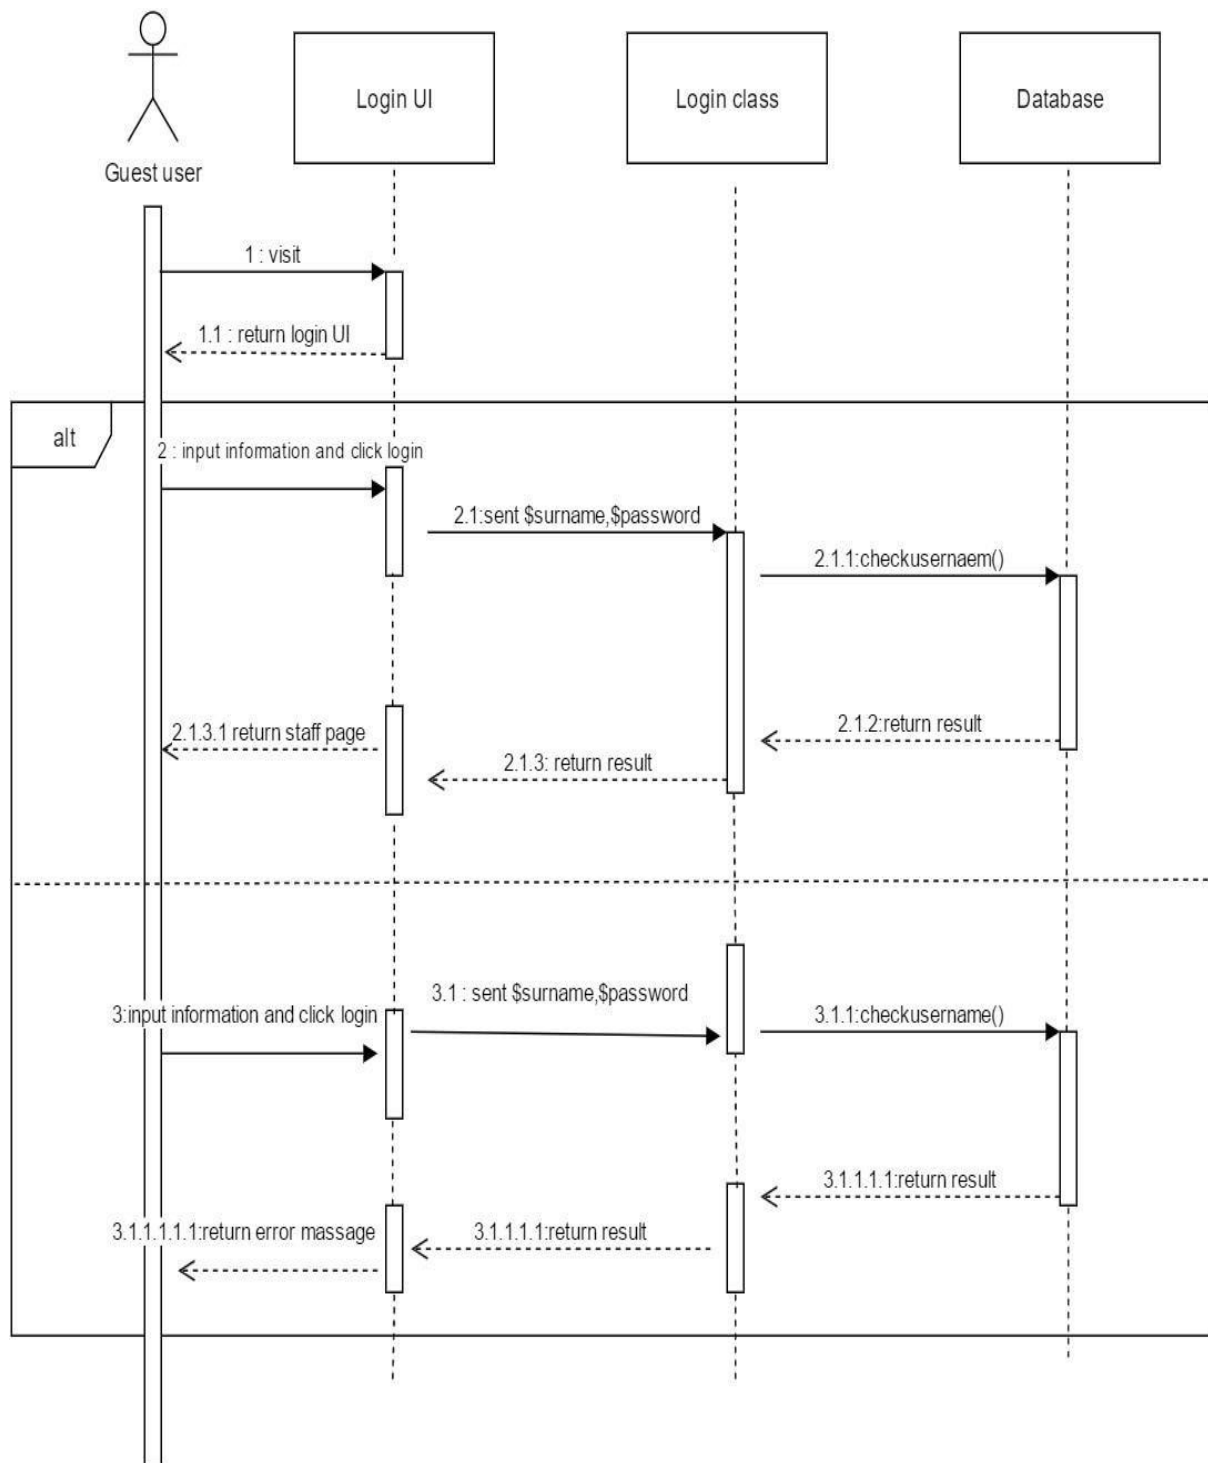 Login UI
Login class
Database
Guest user
1 : visit
1.1 : return login UI
alt
2 : input information and click login
2.1:sent $surname,$password
2.1.1:checkusernaem()
2.1.2:return result
2.1.3.1 return staff page
2.1.3: return result
3.1 : sent $surname,$password
3:input information and click login
3.1.1:checkusername()
3.1.1.1.1:return result
3.1.1.1.1.1:return error massage
3.1.1.1.1:return result